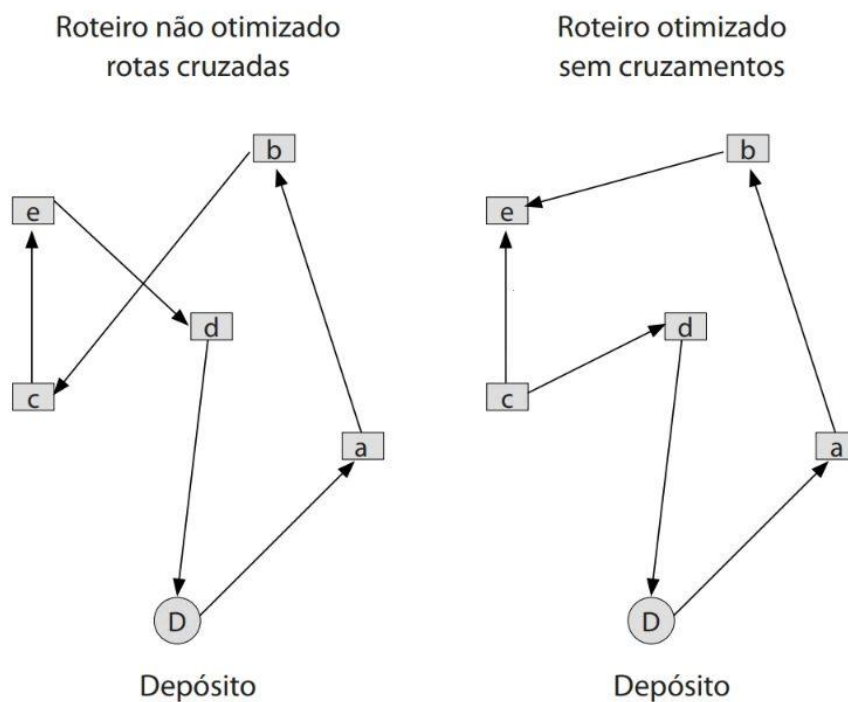 Roteiro não otimizado
rotas cruzadas
b
e
d
c
a
D
Depósito
Roteiro otimizado
sem cruzamentos
b
e
d
c
a
D
Depósito